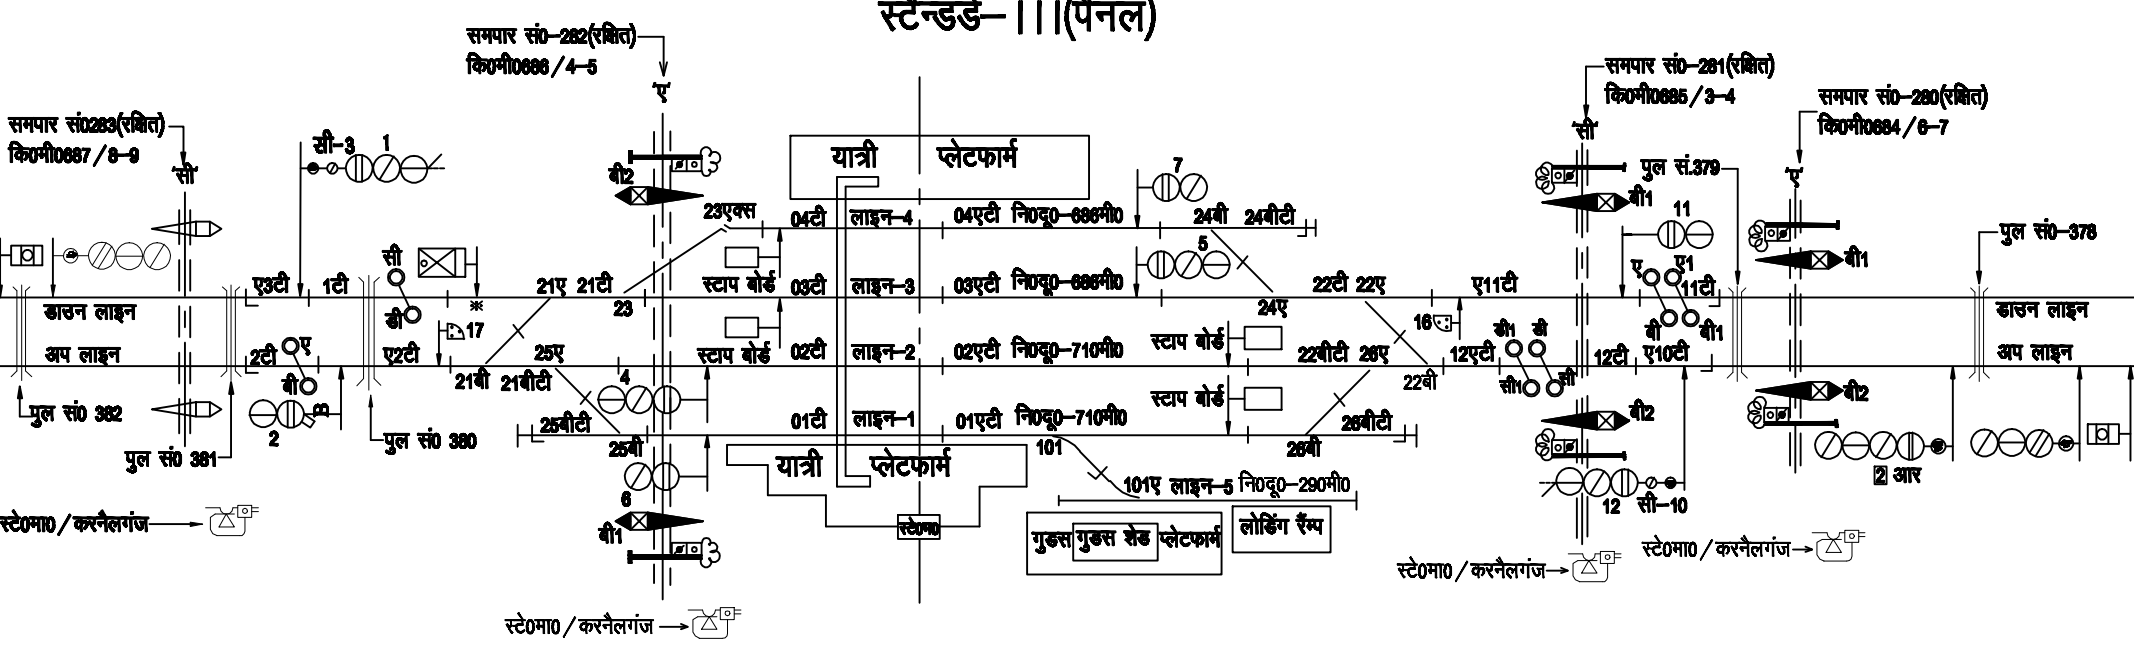 स्टैन्डर्ड-III(पैनल)
समपार सं0-282(रक्षित)
कि0मी0686/4-5
'ए'
समपार सं0-281(रक्षित)
कि0मी0685/3-4
'सी'
समपार सं0-280(रक्षित)
कि0मी0684/6-7
'ए'
समपार सं0283(रक्षित)
कि0मी0687/8-9
'सी'
सी-3 1
बी2
यात्री प्लेटफार्म
7
पुल सं.379
बी1
11
23एक्स 04टी लाइन-4 04एटी नि0दू0-686मी0 24बी 24बीटी
5
बी1
पुल सं0-378
सी
ए ए1
ए3टी 1टी 21ए 21टी स्टाप बोर्ड 03टी लाइन-3 03एटी नि0दू0-686मी0 22टी 22ए ए11टी 11टी
23 24ए
डाउन लाइन डी डाउन लाइन
17 16
बी बी1
अप लाइन 2टी ए ए2टी 25ए स्टाप बोर्ड 02टी लाइन-2 02एटी नि0दू0-710मी0 स्टाप बोर्ड 22बीटी 26ए 12एटी डी1 डी 12टी ए10टी अप लाइन
बी 21बी 21बीटी 22बी सी1 सी
4
पुल सं0 382 B
2
पुल सं0 380
25बीटी 01टी लाइन-1 01एटी नि0दू0-710मी0 स्टाप बोर्ड 26बीटी
बी2 बी2
25बी 101 26बी
पुल सं0 381
यात्री प्लेटफार्म
6
101ए लाइन-5 नि0दू0-290मी0
2 आर
12 सी-10
स्टे0मा0/करनैलगंज
बी1
स्टे0मा0
गुडस गुडस शेड प्लेटफार्म
लोडिंग रैंम्प
स्टे0मा0/करनैलगंज
स्टे0मा0/करनैलगंज
स्टे0मा0/करनैलगंज